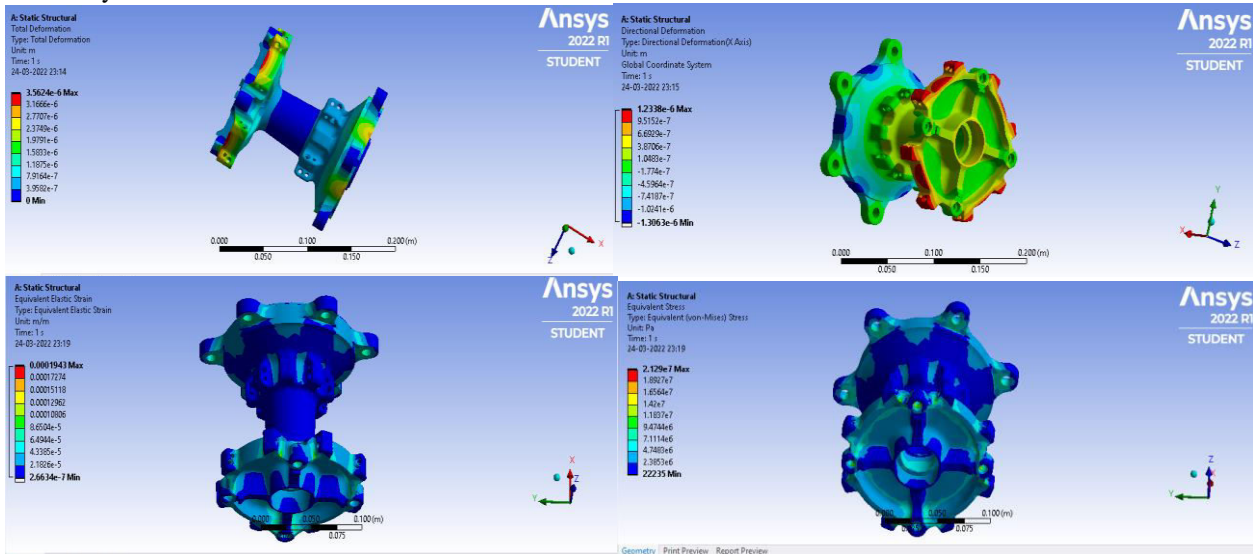 A: Static Structural
Total Deformation
Type: Total Deformation
Unit: m
Time: 1 s
24-03-2022 23:14
3.5624e-6 Max
3.1666e-6
2.7707e-6
2.3749e-6
1.9791e-6
1.5833e-6
1.1875e-6
7.9164e-7
3.9582e-7
0 Min
Ansys
2022 R1
STUDENT
0.000 0.100 0.200 (m)
0.050 0.150
X
Z
A: Static Structural
Directional Deformation
Type: Directional Deformation(X Axis)
Unit: m
Global Coordinate System
Time: 1 s
24-03-2022 23:15
1.2338e-6 Max
9.5152e-7
6.6929e-7
3.8706e-7
1.0483e-7
-1.774e-7
-4.5964e-7
-7.4187e-7
-1.0241e-6
-1.3063e-6 Min
Ansys
2022 R1
STUDENT
0.000 0.100 0.200 (m)
0.050 0.150
Y
X
Z
A: Static Structural
Equivalent Elastic Strain
Type: Equivalent Elastic Strain
Unit: m/m
Time: 1 s
24-03-2022 23:19
0.0001943 Max
0.00017274
0.00015118
0.00012962
0.00010806
8.6504e-5
6.4944e-5
4.3385e-5
2.1826e-5
2.6634e-7 Min
Ansys
2022 R1
STUDENT
0.000 0.050 0.100 (m)
0.075
X
Z
Y
A: Static Structural
Equivalent Stress
Type: Equivalent (von-Mises) Stress
Unit: Pa
Time: 1 s
24-03-2022 23:19
2.129e7 Max
1.8927e7
1.6564e7
1.42e7
1.1837e7
9.4744e6
7.1114e6
4.7483e6
2.3853e6
22235 Min
Ansys
2022 R1
STUDENT
0.000 0.050 0.100 (m)
0.075
Z
X
Y
Geometry Print Preview Report Preview